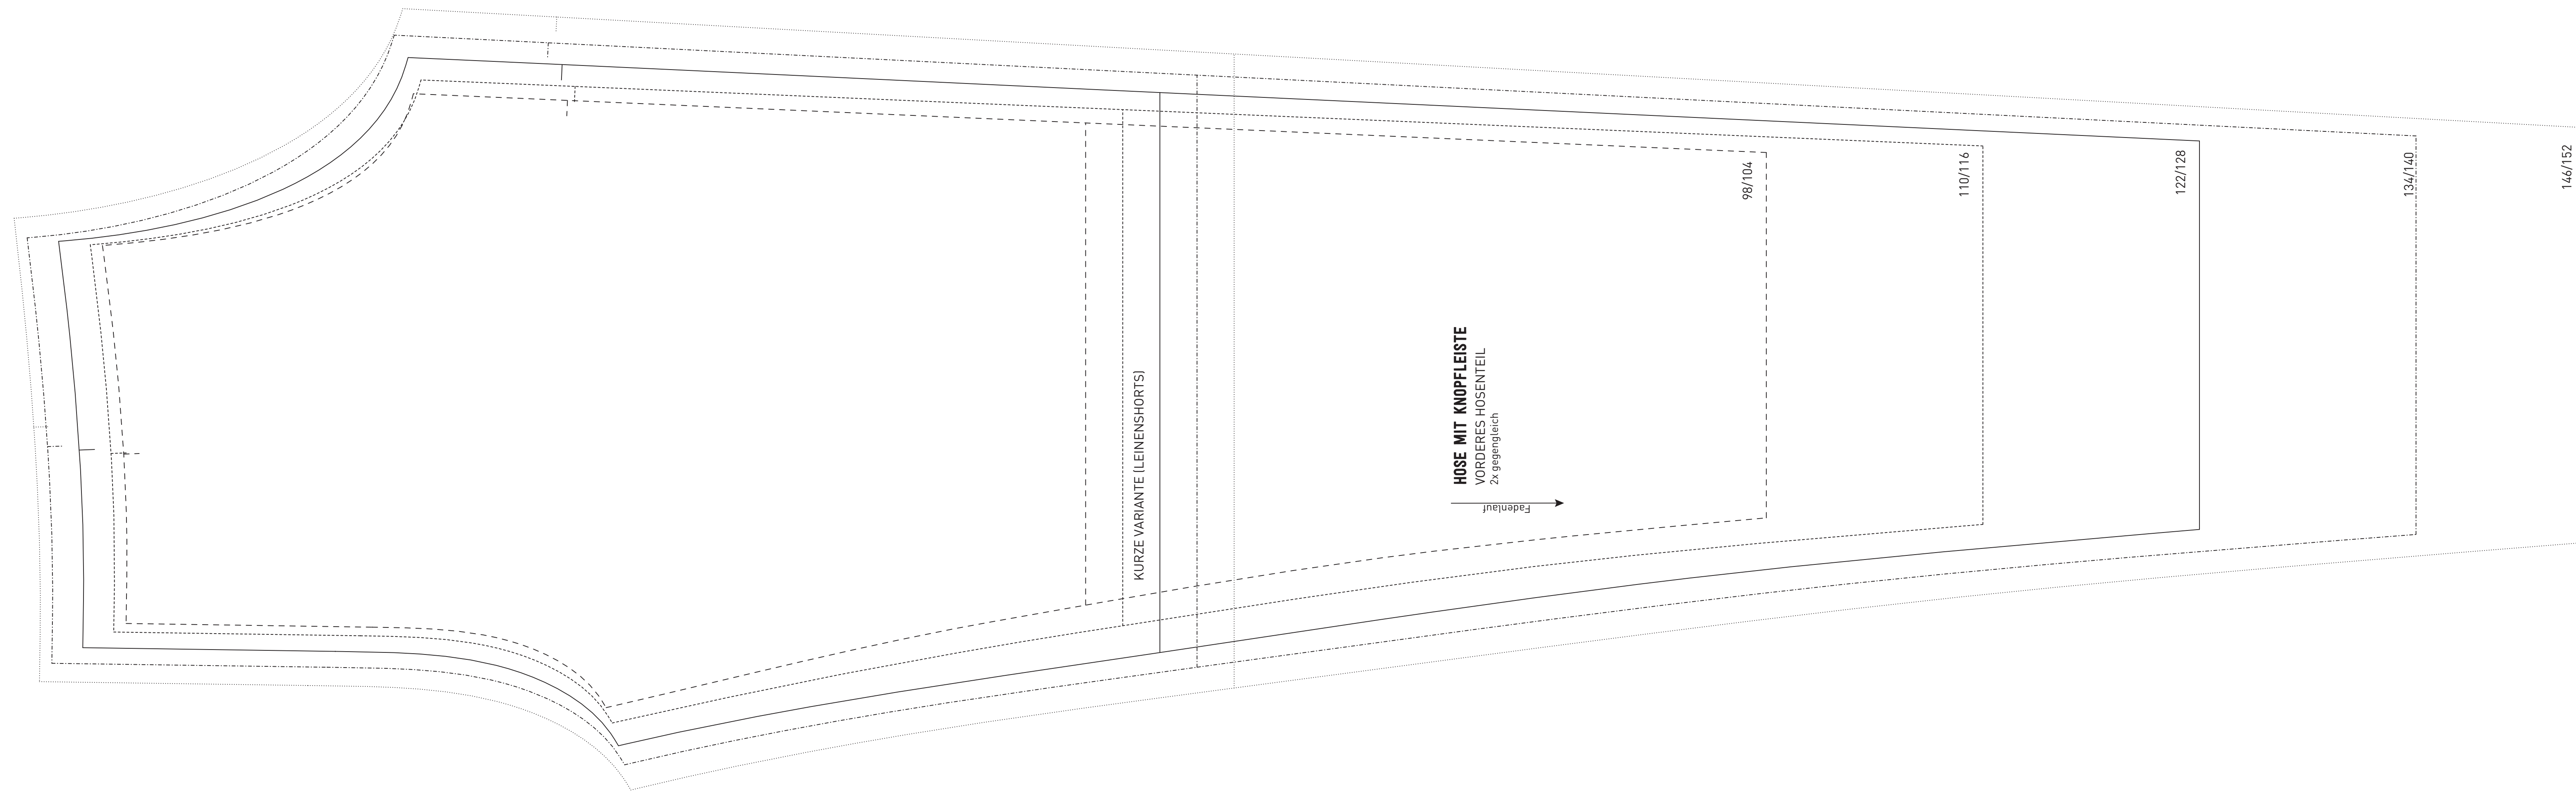 KURZE VARIANTE (LEINENSHORTS)
HOSE MIT KNOPFLEISTE
VORDERES HOSENTEIL
2x gegengleich
Fadenlauf
98/104
110/116
122/128
134/140
146/152